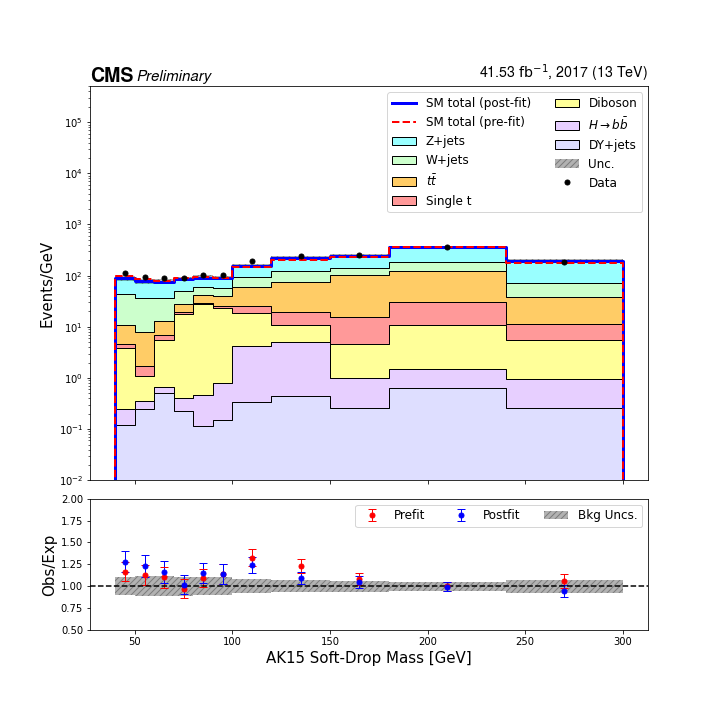 CMS Preliminary
41.53 fb⁻¹, 2017 (13 TeV)
SM total (post-fit)
SM total (pre-fit)
Z+jets
W+jets
tt̄
Single t
Diboson
H→bb̄
DY+jets
Unc.
Data
Events/GeV
10⁵
10⁴
10³
10²
10¹
10⁰
10⁻¹
10⁻²
Prefit
Postfit
Bkg Uncs.
Obs/Exp
2.00
1.75
1.50
1.25
1.00
0.75
0.50
50 100 150 200 250 300
AK15 Soft-Drop Mass [GeV]